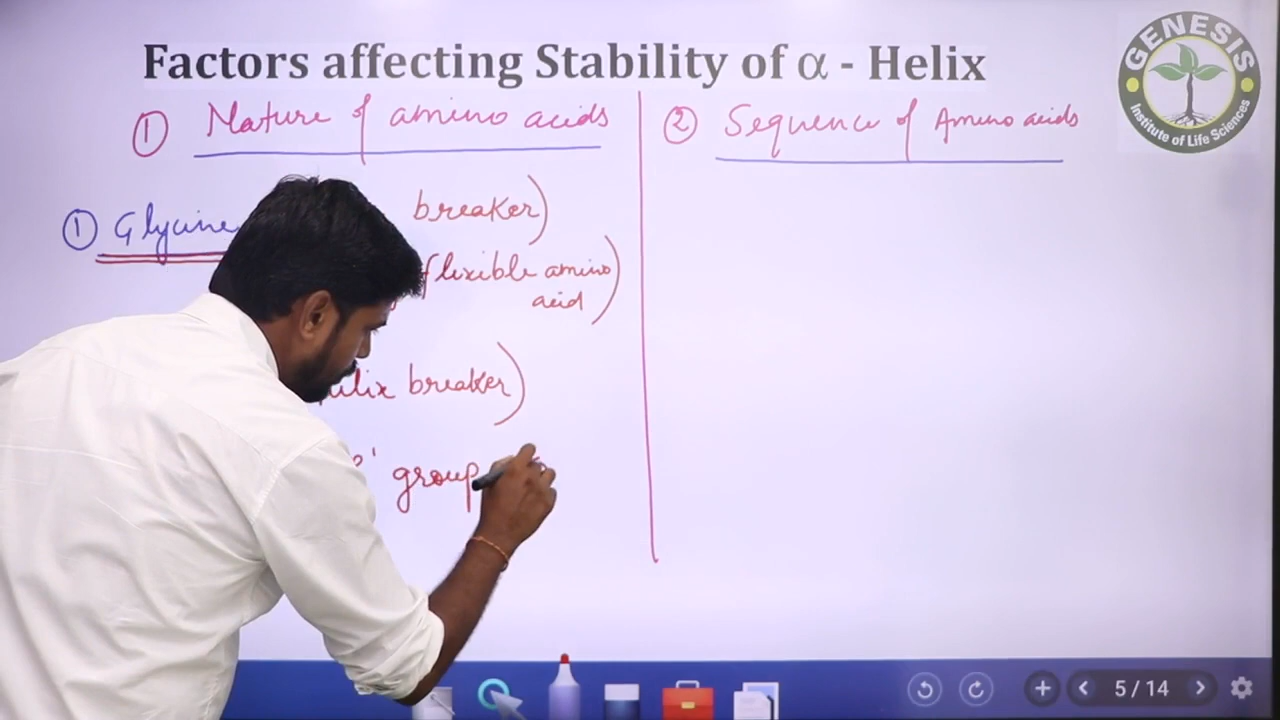 Factors affecting Stability of α - Helix
GENESIS
Institute of Life Sciences
① Nature of amino acids
② Sequence of Amino acids
① Glycine
breaker)
flexible amino
acid)
helix breaker)
group
5 / 14